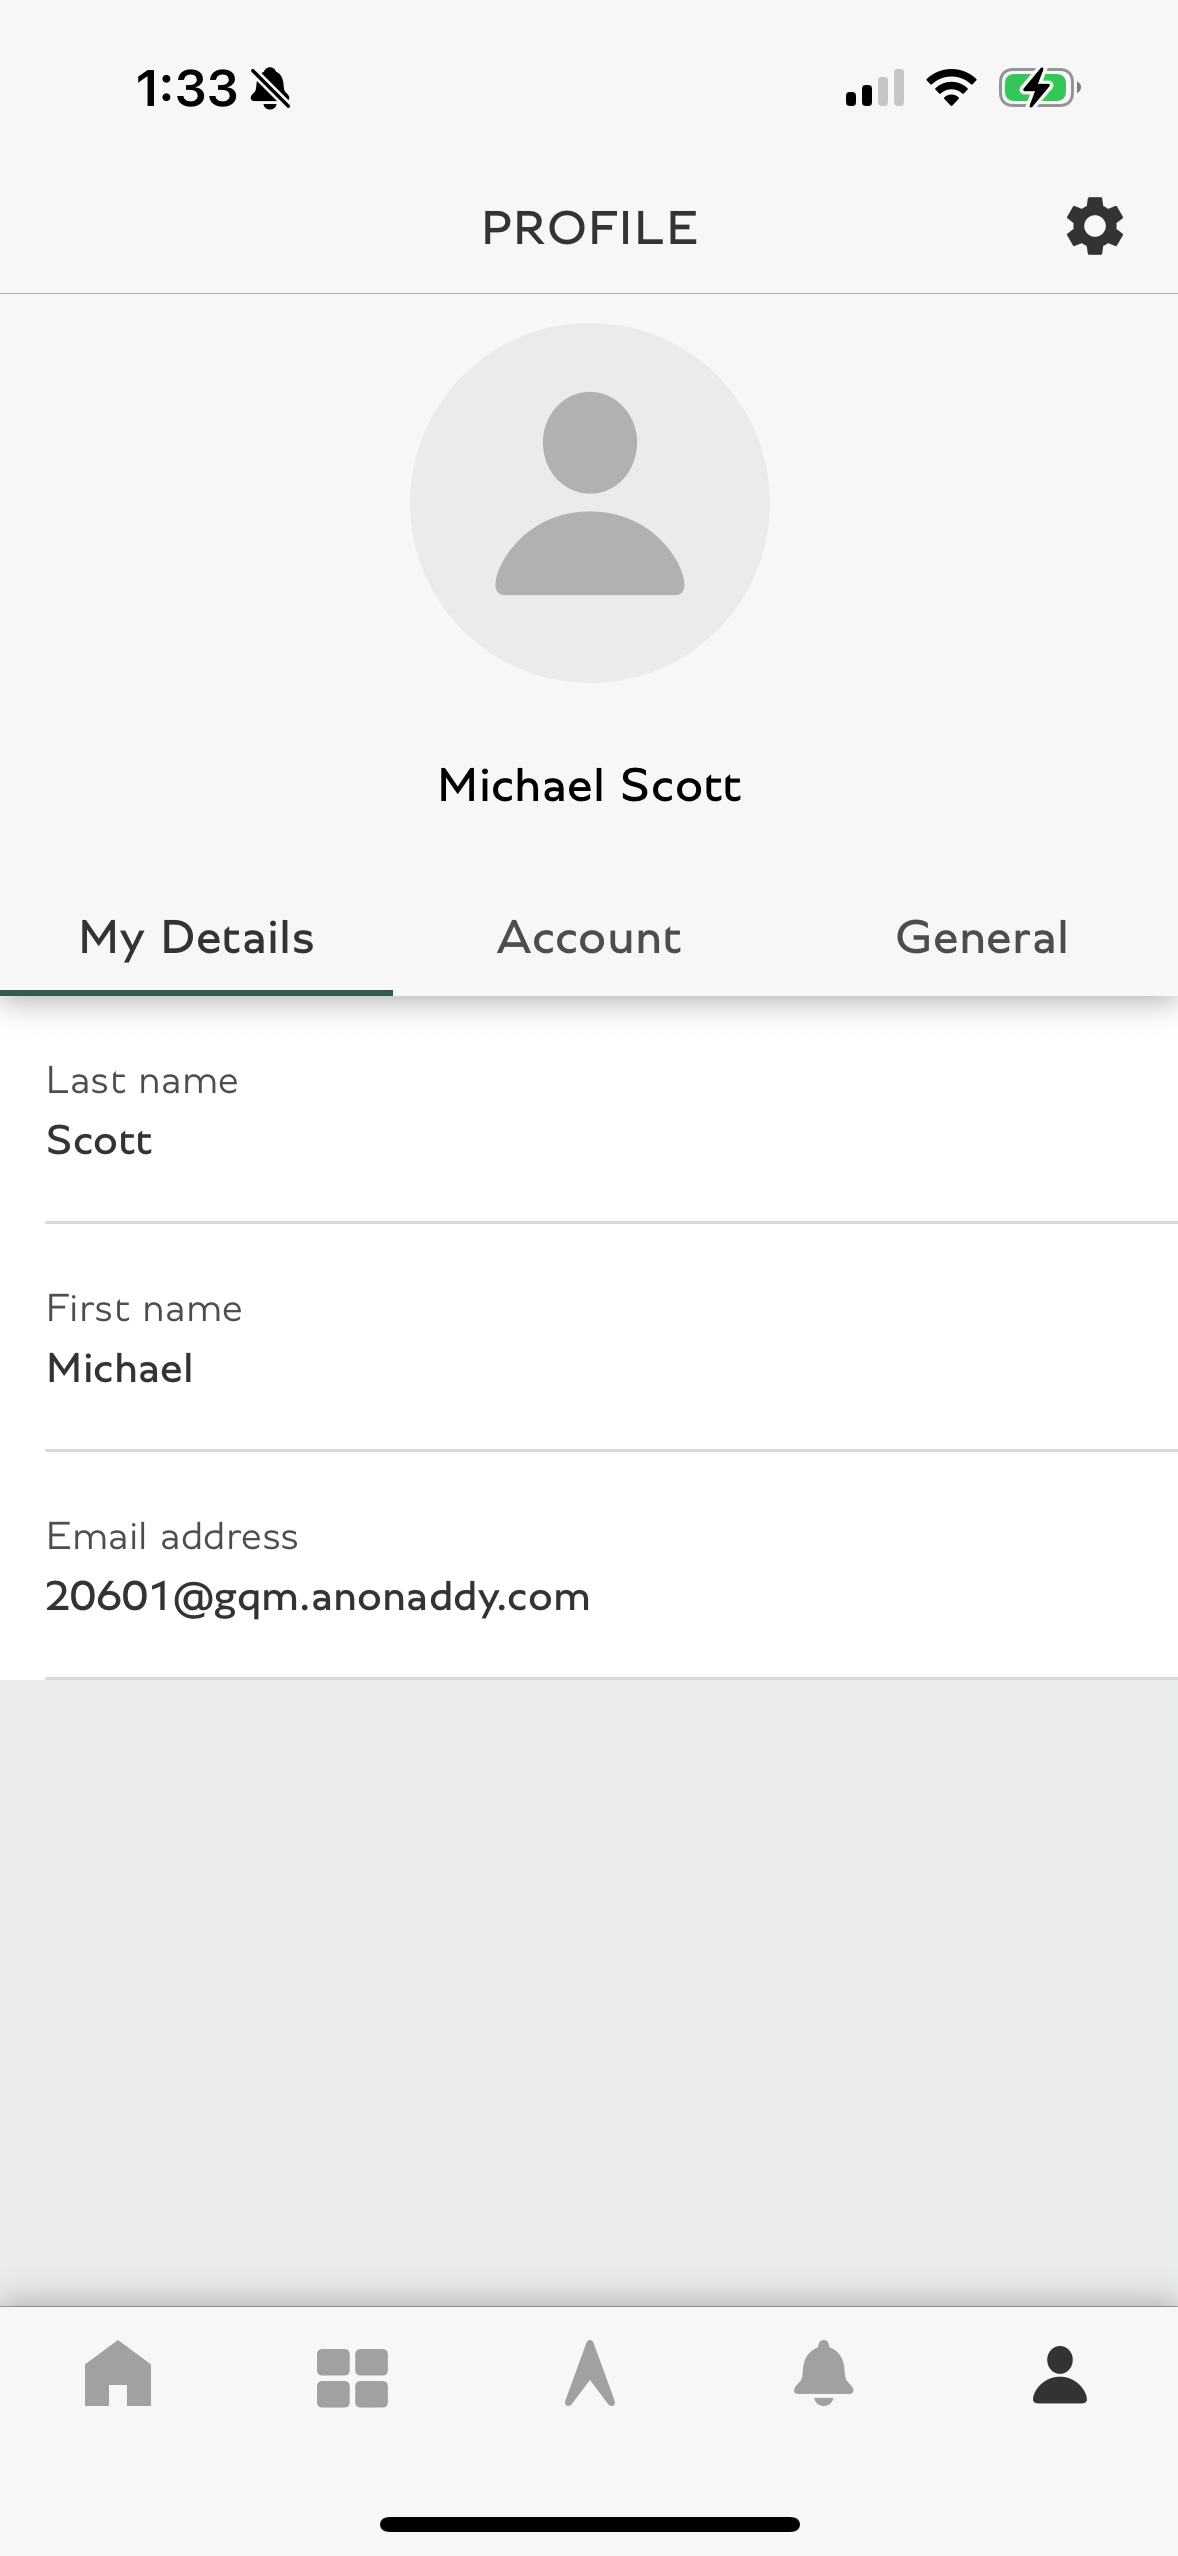 1:33
PROFILE
Michael Scott
My Details Account General
Last name
Scott
First name
Michael
Email address
20601@gqm.anonaddy.com